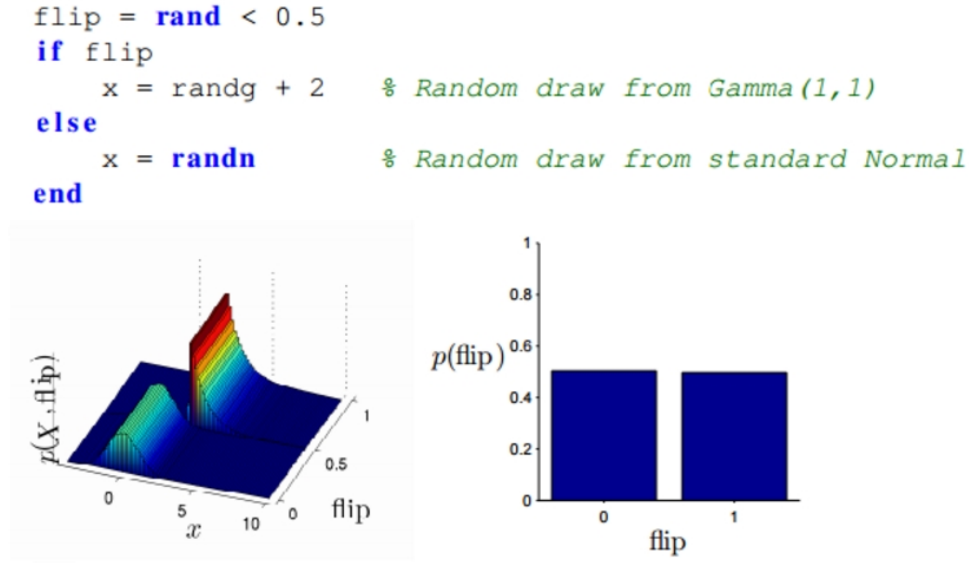 flip = rand < 0.5
if flip
x = randg + 2 % Random draw from Gamma(1,1)
else
x = randn % Random draw from standard Normal
end
p(X,flip)
0
5
10
x
0
0.5
1
flip
p(flip)
1
0.8
0.6
0.4
0.2
0
0 1
flip